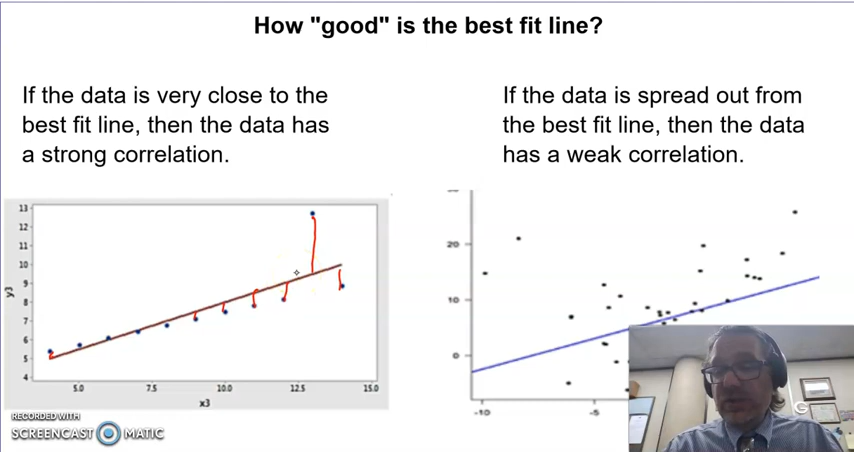 How "good" is the best fit line?
If the data is very close to the
best fit line, then the data has
a strong correlation.
If the data is spread out from
the best fit line, then the data
has a weak correlation.
13
12
11
10
9
8
7
6
5
4
y3
5.0
7.5
10.0
12.5
15.0
x3
20
10
0
-10
-5
RECORDED WITH
SCREENCAST MATIC